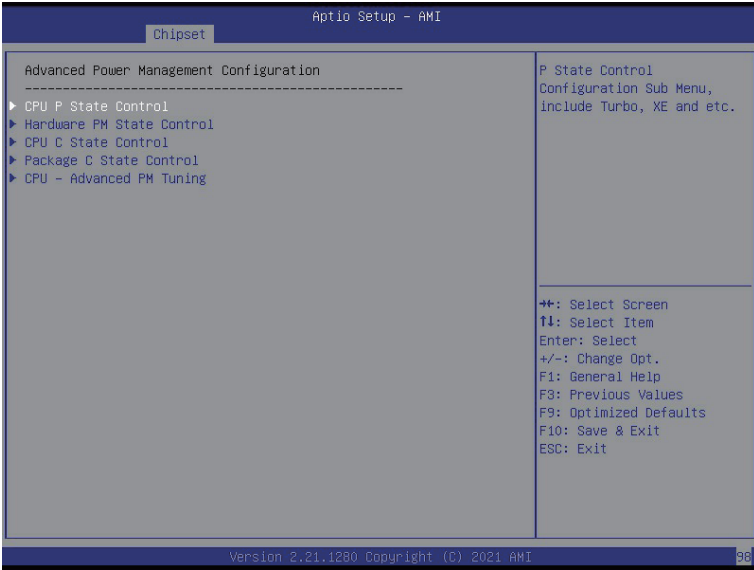 Aptio Setup – AMI
Chipset
Advanced Power Management Configuration
------------------------------------------------
CPU P State Control
Hardware PM State Control
CPU C State Control
Package C State Control
CPU – Advanced PM Tuning
P State Control
Configuration Sub Menu,
include Turbo, XE and etc.
→←: Select Screen
↑↓: Select Item
Enter: Select
+/-: Change Opt.
F1: General Help
F3: Previous Values
F9: Optimized Defaults
F10: Save & Exit
ESC: Exit
Version 2.21.1280 Copyright (C) 2021 AMI
98